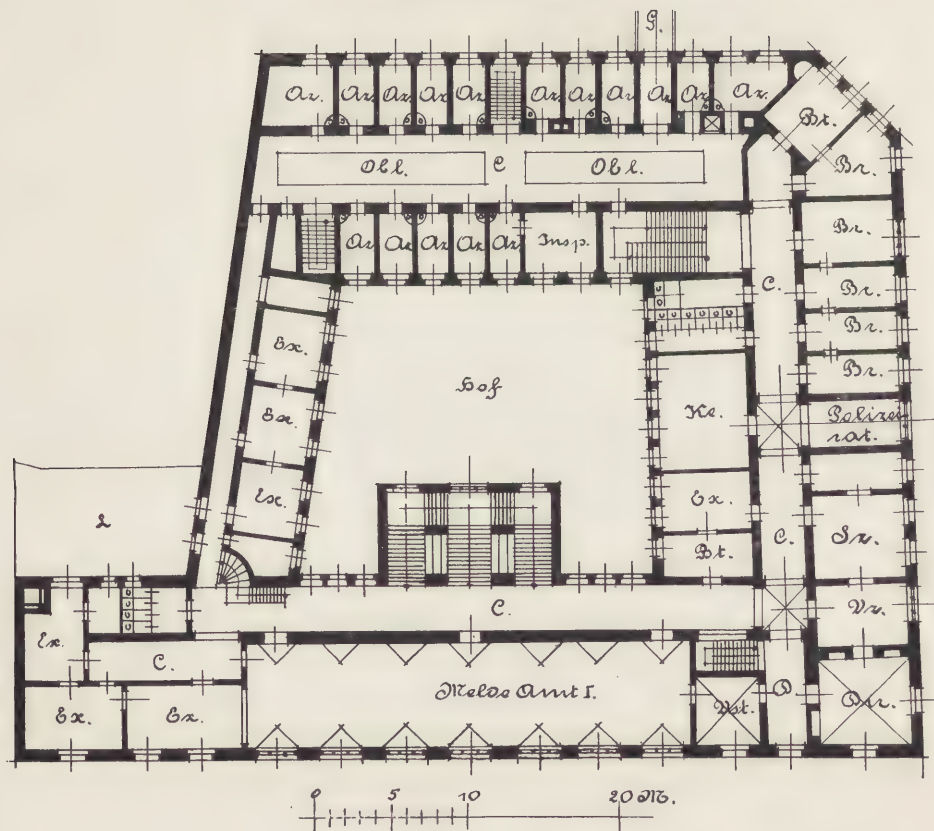 G.
Ar. Ar. Ar. Ar. Ar. Ar. Ar. Ar. Ar. Ar. Ar.
Bt.
Br.
Obl. C Obl.
Ar. Ar. Ar. Ar. Ar. Insp.
Br.
C.
Br.
Ex.
Br.
Hof
Br.
Ex.
Ke.
Polizei
rat.
Ex.
L
Ex.
C.
Sr.
Bt.
C.
Vr.
Ex.
C.
Melde Amt I.
Vst.
Ex.
Ex.
0 5 10 20 M.